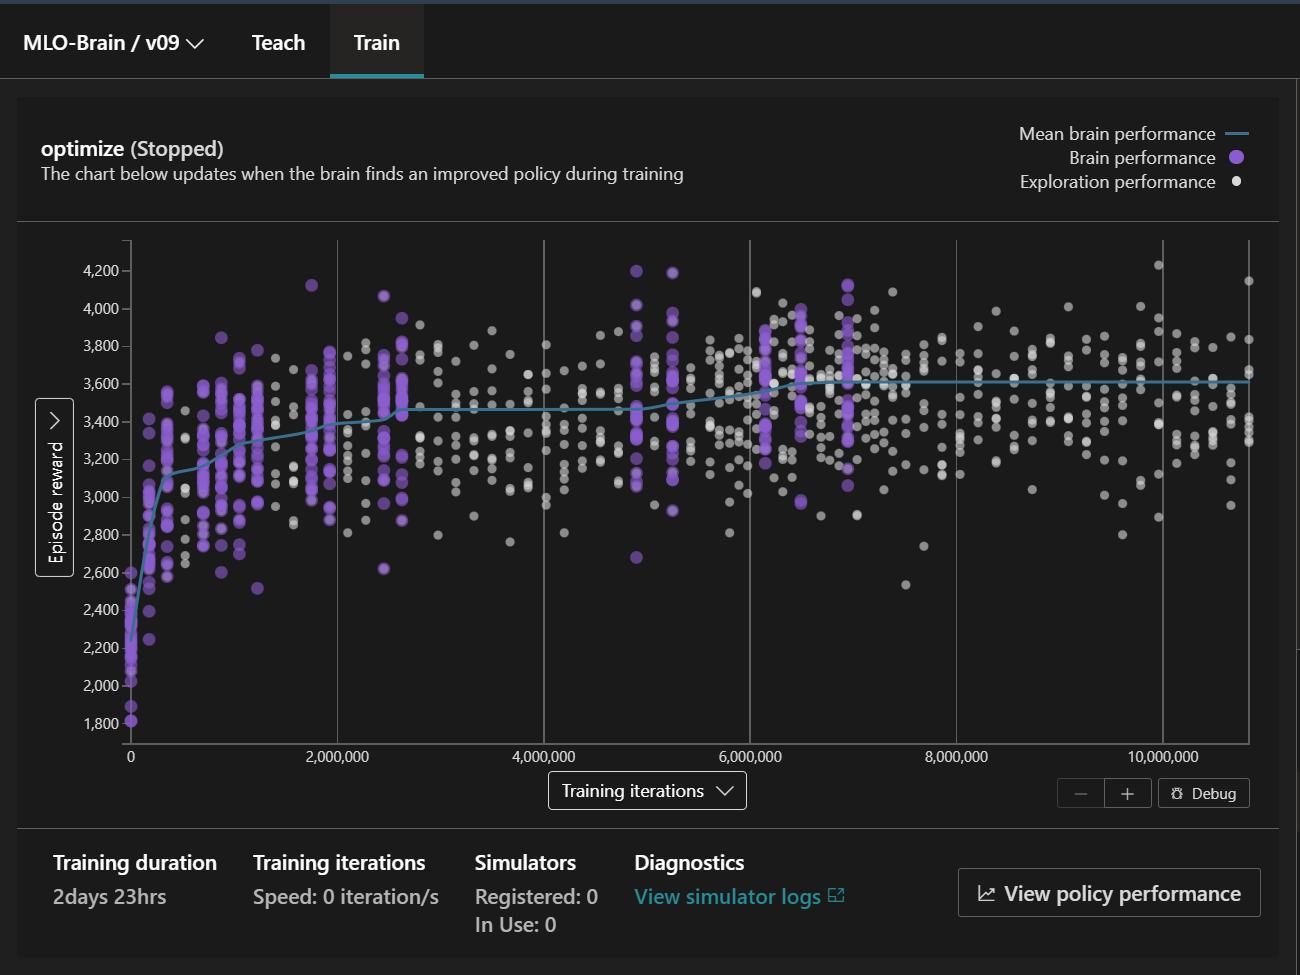 MLO-Brain / v09
Teach
Train
optimize (Stopped)
The chart below updates when the brain finds an improved policy during training
Mean brain performance
Brain performance
Exploration performance
Episode reward
4,200
4,000
3,800
3,600
3,400
3,200
3,000
2,800
2,600
2,400
2,200
2,000
1,800
0
2,000,000
4,000,000
6,000,000
8,000,000
10,000,000
Training iterations
− +
Debug
Training duration
2days 23hrs
Training iterations
Speed: 0 iteration/s
Simulators
Registered: 0
In Use: 0
Diagnostics
View simulator logs
View policy performance